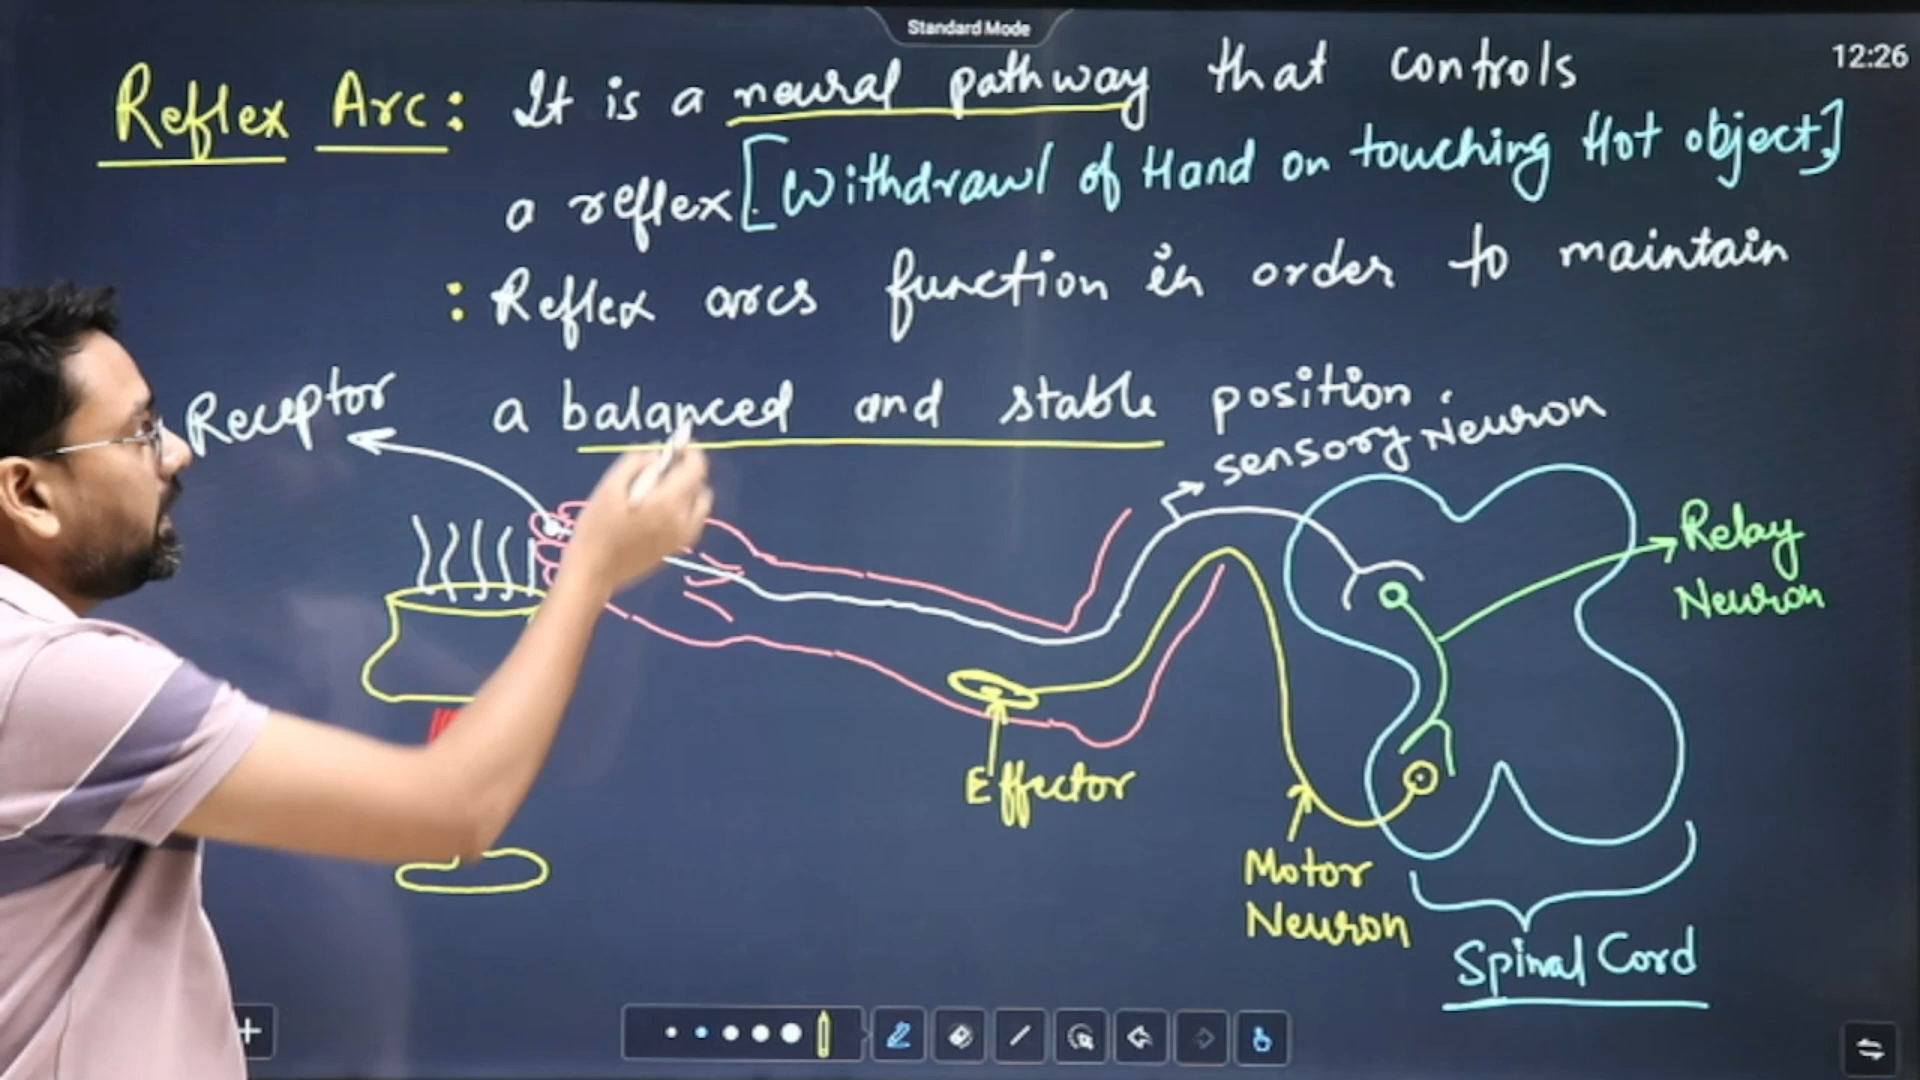 Standard Mode
12:26
Reflex Arc: It is a neural pathway that controls
a reflex [Withdrawl of Hand on touching Hot object.]
: Reflex arcs function in order to maintain
a balanced and stable position.
Receptor
Sensory Neuron
Relay
Neuron
Effector
Motor
Neuron
Spinal Cord